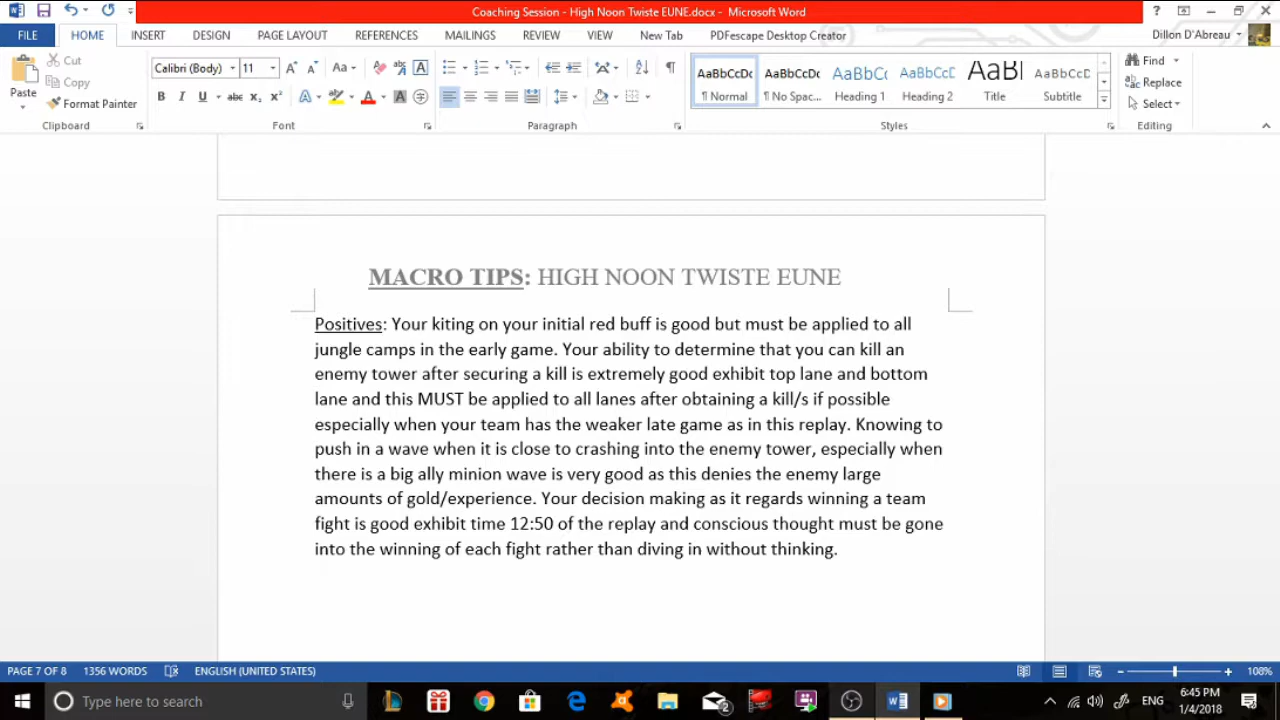 Coaching Session - High Noon Twiste EUNE.docx - Microsoft Word
?
FILE HOME INSERT DESIGN PAGE LAYOUT REFERENCES MAILINGS REVIEW VIEW New Tab PDFescape Desktop Creator Dillon D'Abreau
Cut
Copy
Format Painter
Paste
Clipboard
Calibri (Body) 11
B I U abc
Font
Paragraph
AaBbCcDc AaBbCcDc AaBbCc AaBbCcD AaBl AaBbCcD
¶ Normal ¶ No Spac... Heading 1 Heading 2 Title Subtitle
Styles
Find
Replace
Select
Editing
MACRO TIPS: HIGH NOON TWISTE EUNE
Positives: Your kiting on your initial red buff is good but must be applied to all
jungle camps in the early game. Your ability to determine that you can kill an
enemy tower after securing a kill is extremely good exhibit top lane and bottom
lane and this MUST be applied to all lanes after obtaining a kill/s if possible
especially when your team has the weaker late game as in this replay. Knowing to
push in a wave when it is close to crashing into the enemy tower, especially when
there is a big ally minion wave is very good as this denies the enemy large
amounts of gold/experience. Your decision making as it regards winning a team
fight is good exhibit time 12:50 of the replay and conscious thought must be gone
into the winning of each fight rather than diving in without thinking.
PAGE 7 OF 8 1356 WORDS ENGLISH (UNITED STATES) 108%
Type here to search
2
ENG
6:45 PM
1/4/2018